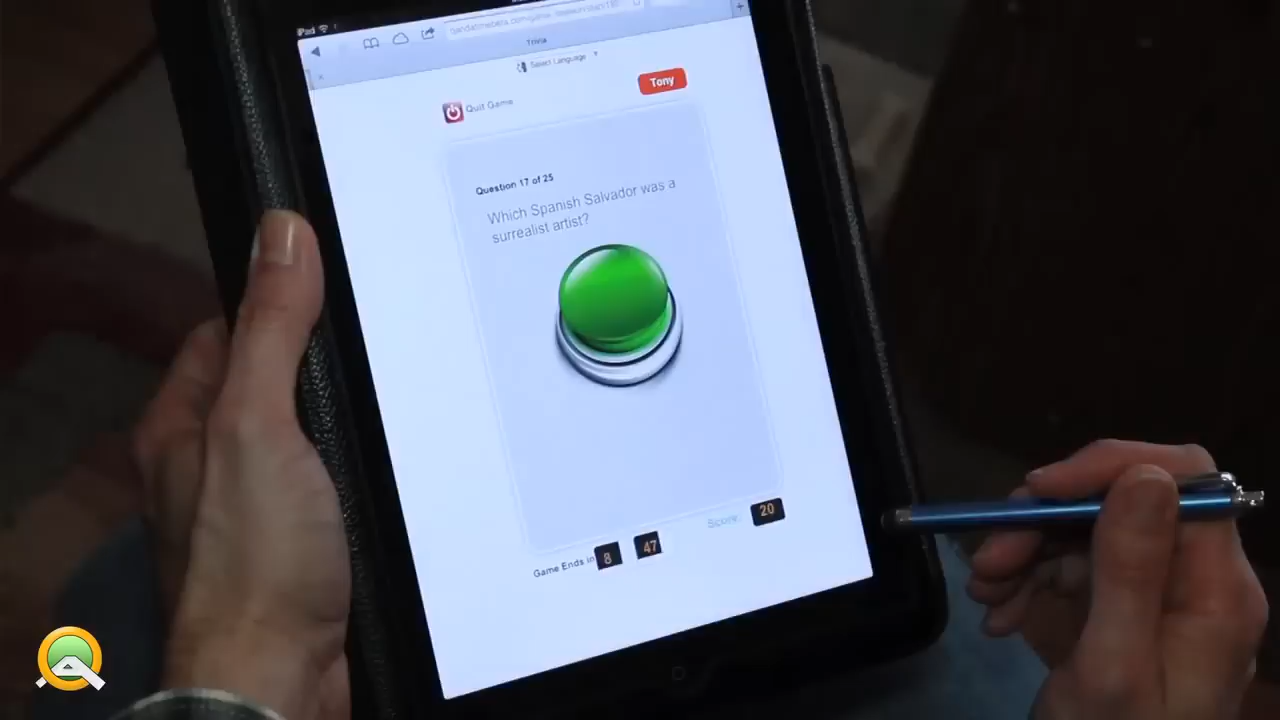 iPad
Trivia
Select Language
Tony
Quit Game
Question 17 of 25
Which Spanish Salvador was a
surrealist artist?
Score: 20
Game Ends in 8 47